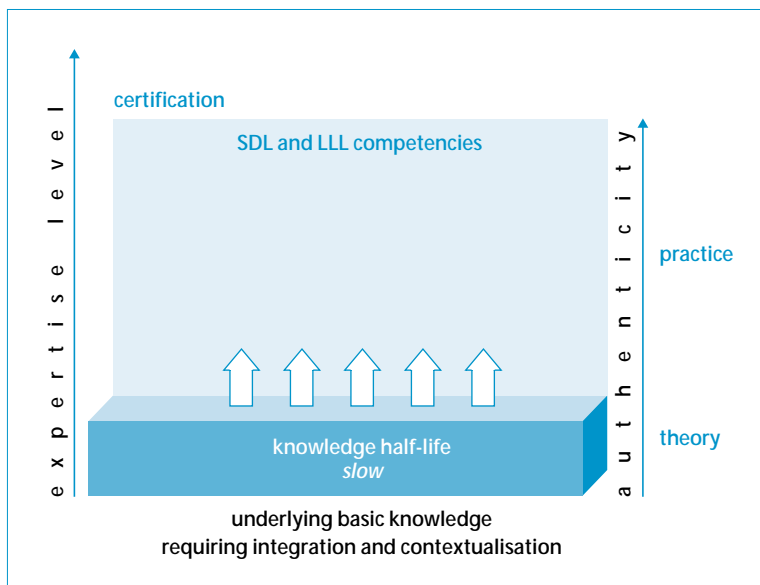 certification
SDL and LLL competencies
expertise level
authenticity
practice
theory
knowledge half-life
slow
underlying basic knowledge
requiring integration and contextualisation